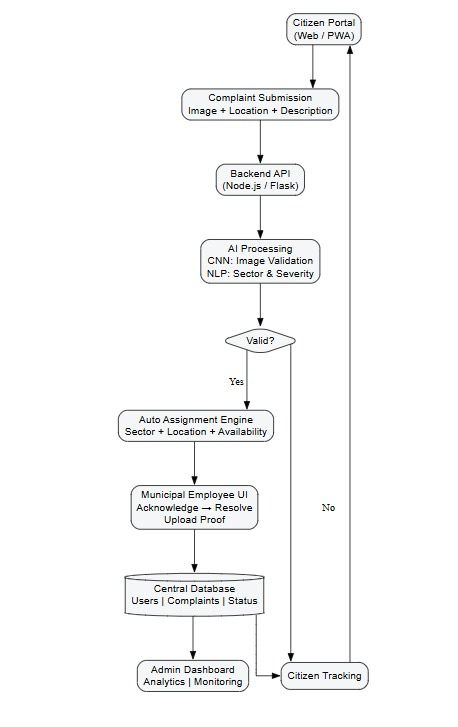 Citizen Portal
(Web / PWA)
Complaint Submission
Image + Location + Description
Backend API
(Node.js / Flask)
AI Processing
CNN: Image Validation
NLP: Sector & Severity
Valid?
Yes
Auto Assignment Engine
Sector + Location + Availability
Municipal Employee UI
Acknowledge → Resolve
Upload Proof
No
Central Database
Users | Complaints | Status
Admin Dashboard
Analytics | Monitoring
Citizen Tracking